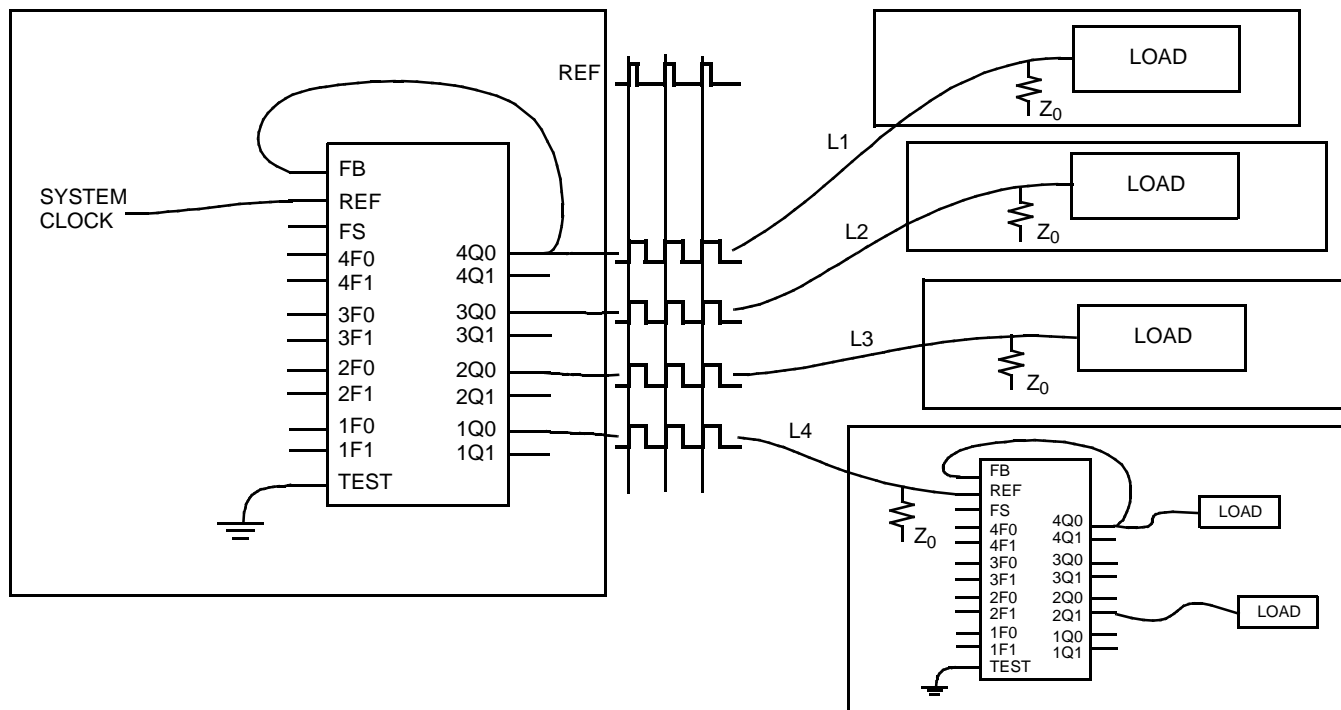 SYSTEM
CLOCK
FB
REF
FS
4F0
4F1
3F0
3F1
2F0
2F1
1F0
1F1
TEST
4Q0
4Q1
3Q0
3Q1
2Q0
2Q1
1Q0
1Q1
REF
L1
L2
L3
L4
LOAD
Z0
LOAD
Z0
LOAD
Z0
Z0
FB
REF
FS
4F0
4F1
3F0
3F1
2F0
2F1
1F0
1F1
TEST
4Q0
4Q1
3Q0
3Q1
2Q0
2Q1
1Q0
1Q1
LOAD
LOAD